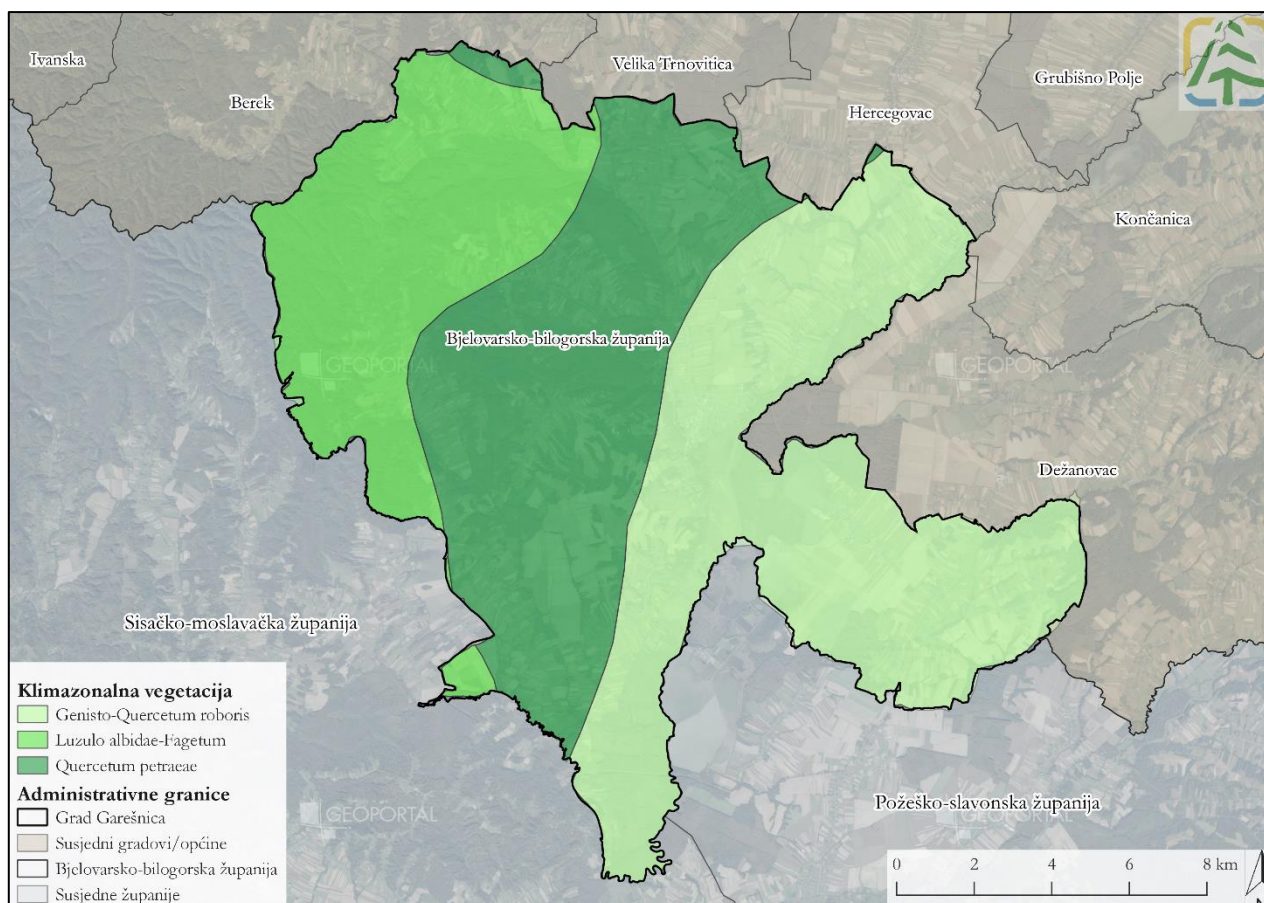 Ivanska
Berek
Velika Trnovitica
Grubišno Polje
Hercegovac
Končanica
Bjelovarsko-bilogorska županija
GEOPORTAL
GEOPORTAL
Dežanovac
Sisačko-moslavačka županija
Požeško-slavonska županija
GEOPORTAL
GEOPORTAL
Klimazonalna vegetacija
Genisto-Quercetum roboris
Luzulo albidae-Fagetum
Quercetum petraeae
Administrativne granice
Grad Garešnica
Susjedni gradovi/općine
Bjelovarsko-bilogorska županija
Susjedne županije
0 2 4 6 8 km